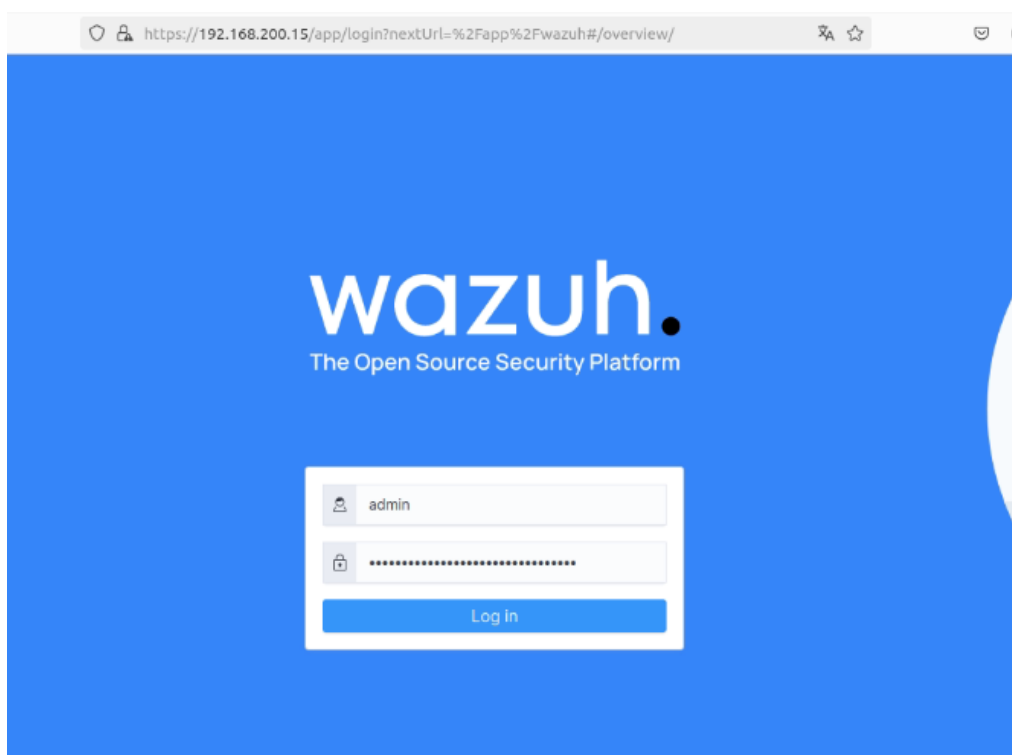 https://192.168.200.15/app/login?nextUrl=%2Fapp%2Fwazuh#/overview/
wazuh.
The Open Source Security Platform
admin
••••••••••••••••••••••••••••••••
Log in